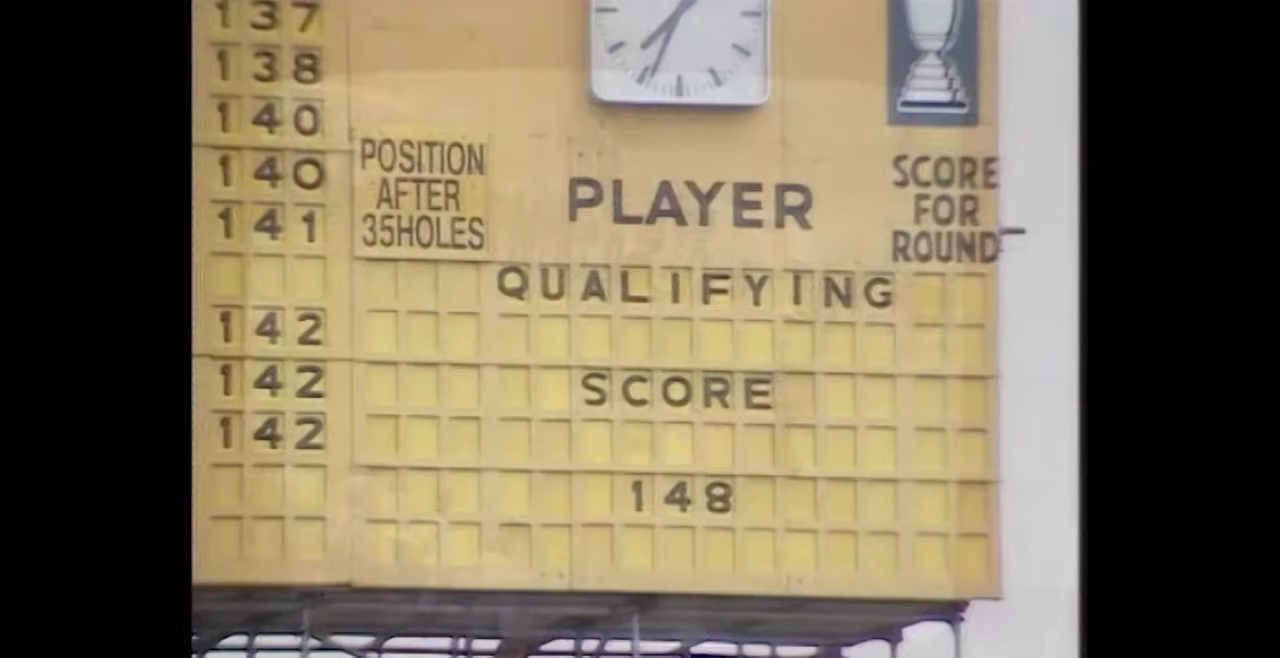 137
138
140
140
141
142
142
142
POSITION
AFTER
35HOLES
PLAYER
SCORE
FOR
ROUND
QUALIFYING
SCORE
148